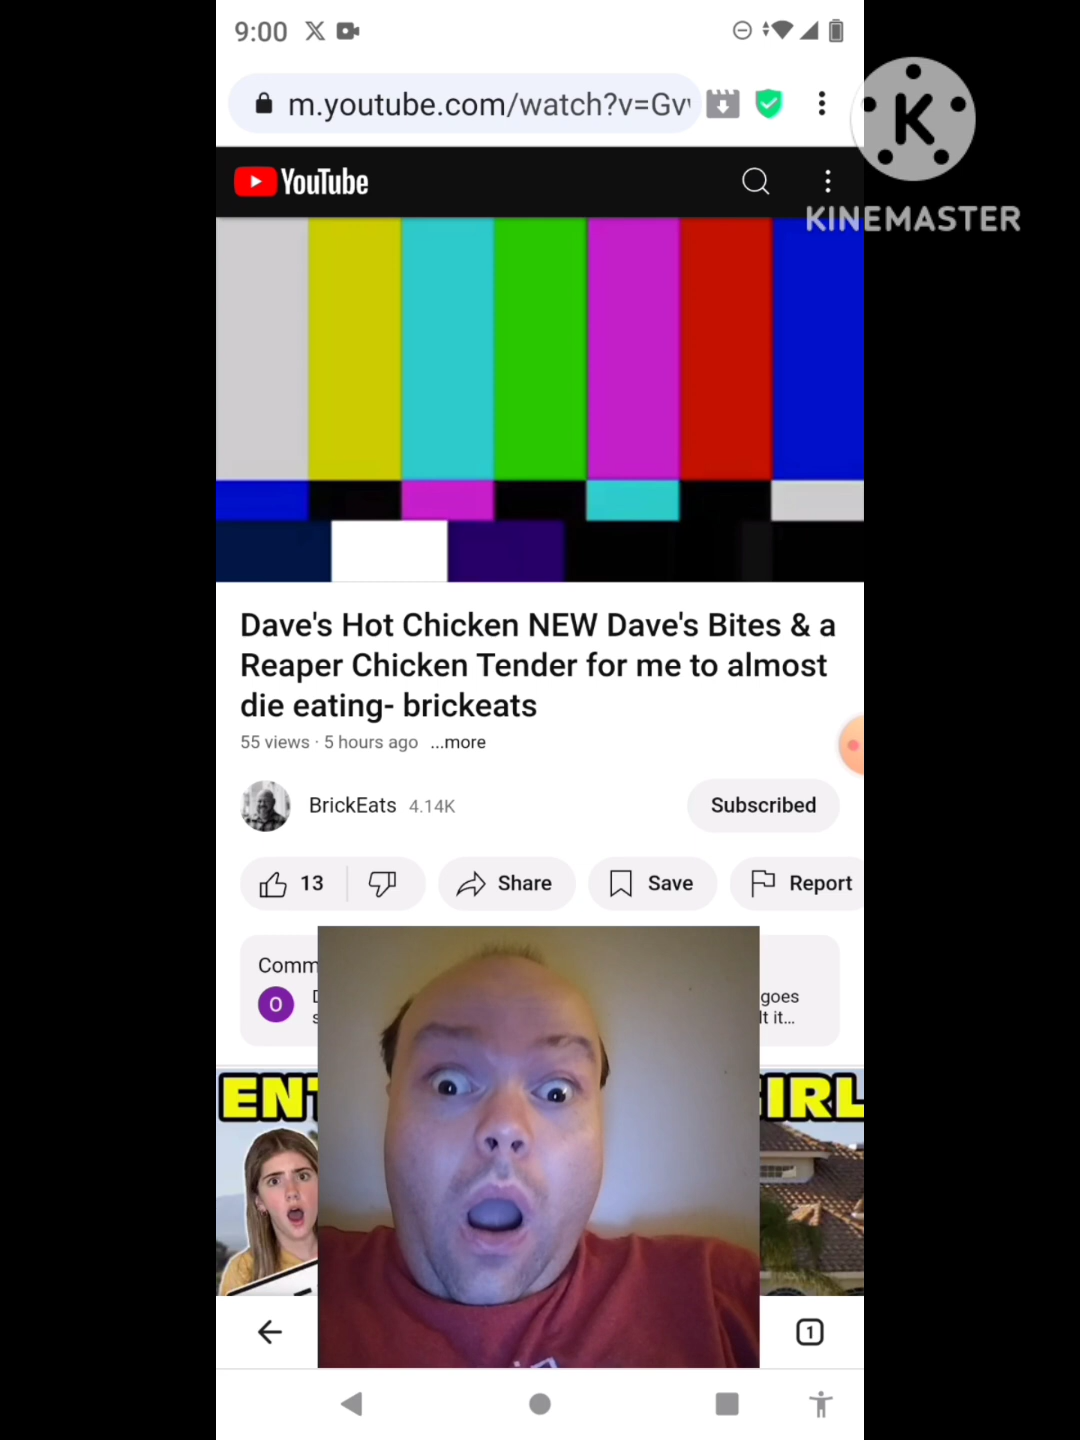 9:00
m.youtube.com/watch?v=Gv
K
KINEMASTER
YouTube
Dave's Hot Chicken NEW Dave's Bites & a
Reaper Chicken Tender for me to almost
die eating- brickeats
55 views · 5 hours ago ...more
BrickEats 4.14K
Subscribed
13
Share
Save
Report
Comm
O
goes
It it...
EN
IRL
1